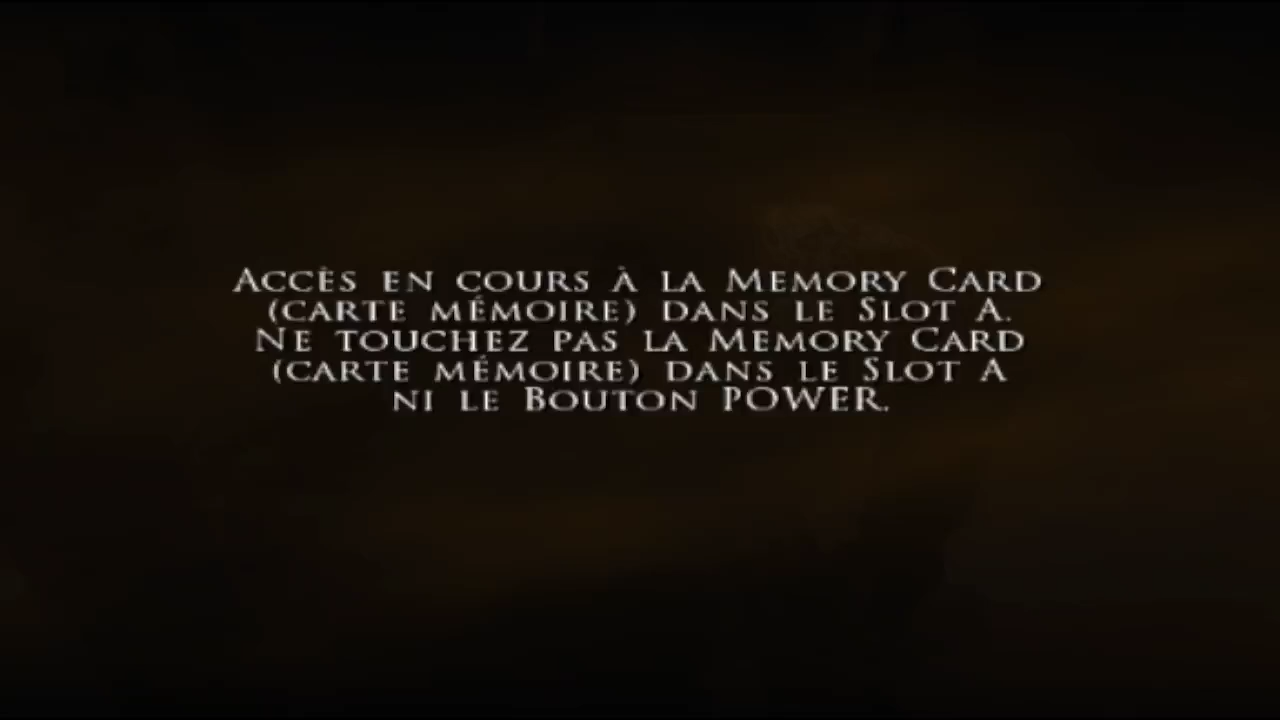 Accès en cours à la Memory Card
(carte mémoire) dans le Slot A.
Ne touchez pas la Memory Card
(carte mémoire) dans le Slot A
ni le Bouton POWER.